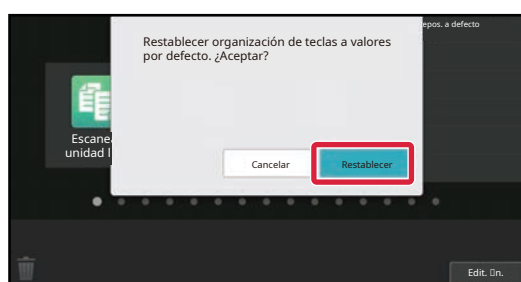 epos. a defecto
Restablecer organización de teclas a valores
por defecto. ¿Aceptar?
Escane
unidad l
Cancelar
Restablecer
Edit. ▯n.